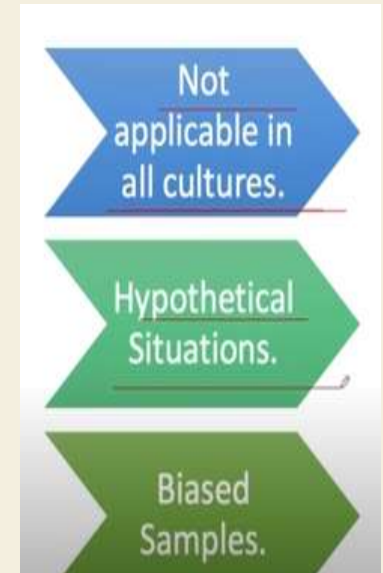 Not
applicable in
all cultures.
Hypothetical
Situations.
Biased
Samples.